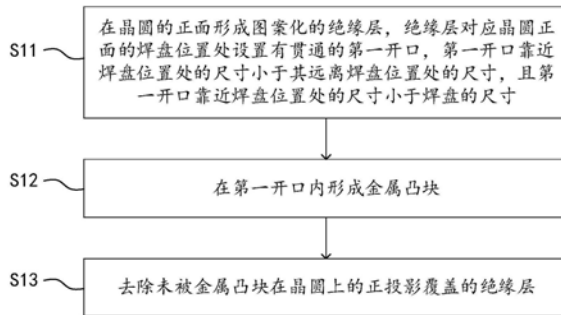 在晶圆的正面形成图案化的绝缘层，绝缘层对应晶圆正
S11
面的焊盘位置处设置有贯通的第一开口，第一开口靠近
焊盘位置处的尺寸小于其远离焊盘位置处的尺寸，且第
一开口靠近焊盘位置处的尺寸小于焊盘的尺寸
S12
在第一开口内形成金属凸块
S13
去除未被金属凸块在晶圆上的正投影覆盖的绝缘层